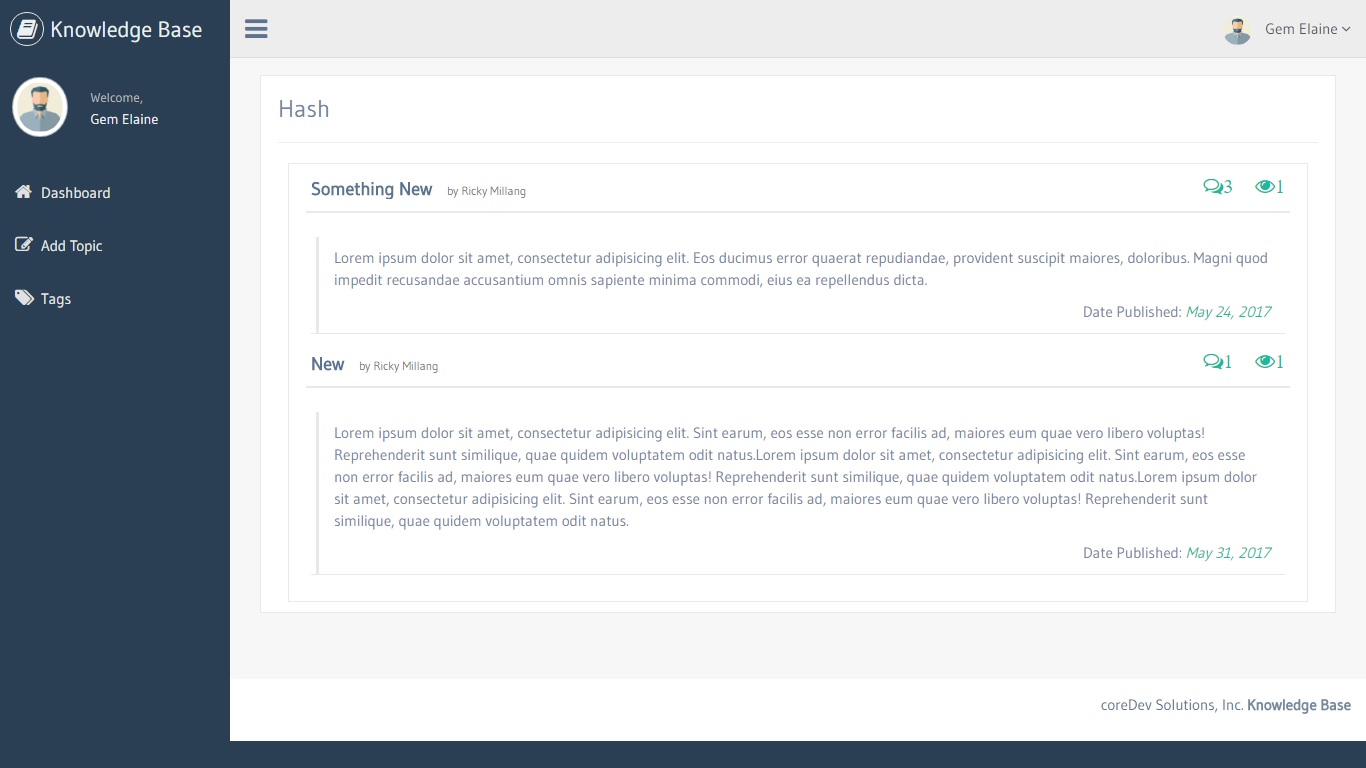 Knowledge Base
Gem Elaine
Welcome,
Gem Elaine
Dashboard
Add Topic
Tags
Hash
Something New by Ricky Millang 3 1
Lorem ipsum dolor sit amet, consectetur adipisicing elit. Eos ducimus error quaerat repudiandae, provident suscipit maiores, doloribus. Magni quod
impedit recusandae accusantium omnis sapiente minima commodi, eius ea repellendus dicta.
Date Published: May 24, 2017
New by Ricky Millang 1 1
Lorem ipsum dolor sit amet, consectetur adipisicing elit. Sint earum, eos esse non error facilis ad, maiores eum quae vero libero voluptas!
Reprehenderit sunt similique, quae quidem voluptatem odit natus.Lorem ipsum dolor sit amet, consectetur adipisicing elit. Sint earum, eos esse
non error facilis ad, maiores eum quae vero libero voluptas! Reprehenderit sunt similique, quae quidem voluptatem odit natus.Lorem ipsum dolor
sit amet, consectetur adipisicing elit. Sint earum, eos esse non error facilis ad, maiores eum quae vero libero voluptas! Reprehenderit sunt
similique, quae quidem voluptatem odit natus.
Date Published: May 31, 2017
coreDev Solutions, Inc. Knowledge Base